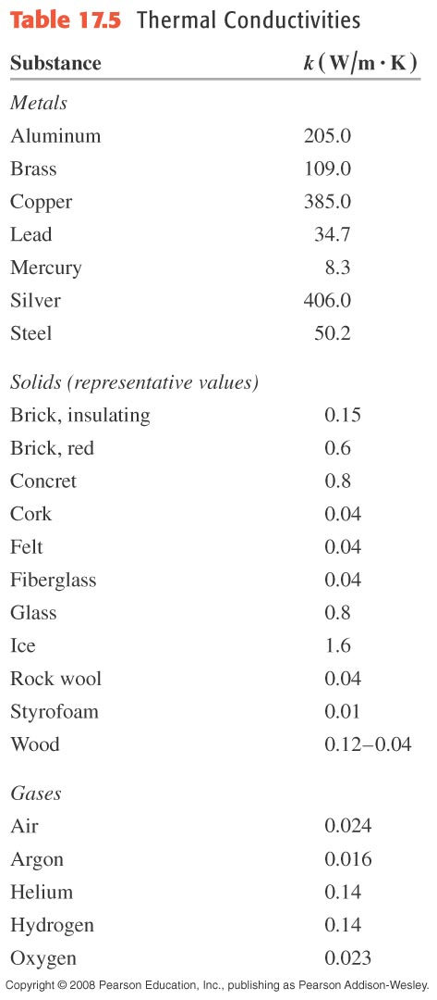 Table 17.5 Thermal Conductivities
Substance k (W/m · K)
Metals
Aluminum 205.0
Brass 109.0
Copper 385.0
Lead 34.7
Mercury 8.3
Silver 406.0
Steel 50.2
Solids (representative values)
Brick, insulating 0.15
Brick, red 0.6
Concret 0.8
Cork 0.04
Felt 0.04
Fiberglass 0.04
Glass 0.8
Ice 1.6
Rock wool 0.04
Styrofoam 0.01
Wood 0.12–0.04
Gases
Air 0.024
Argon 0.016
Helium 0.14
Hydrogen 0.14
Oxygen 0.023
Copyright © 2008 Pearson Education, Inc., publishing as Pearson Addison-Wesley.